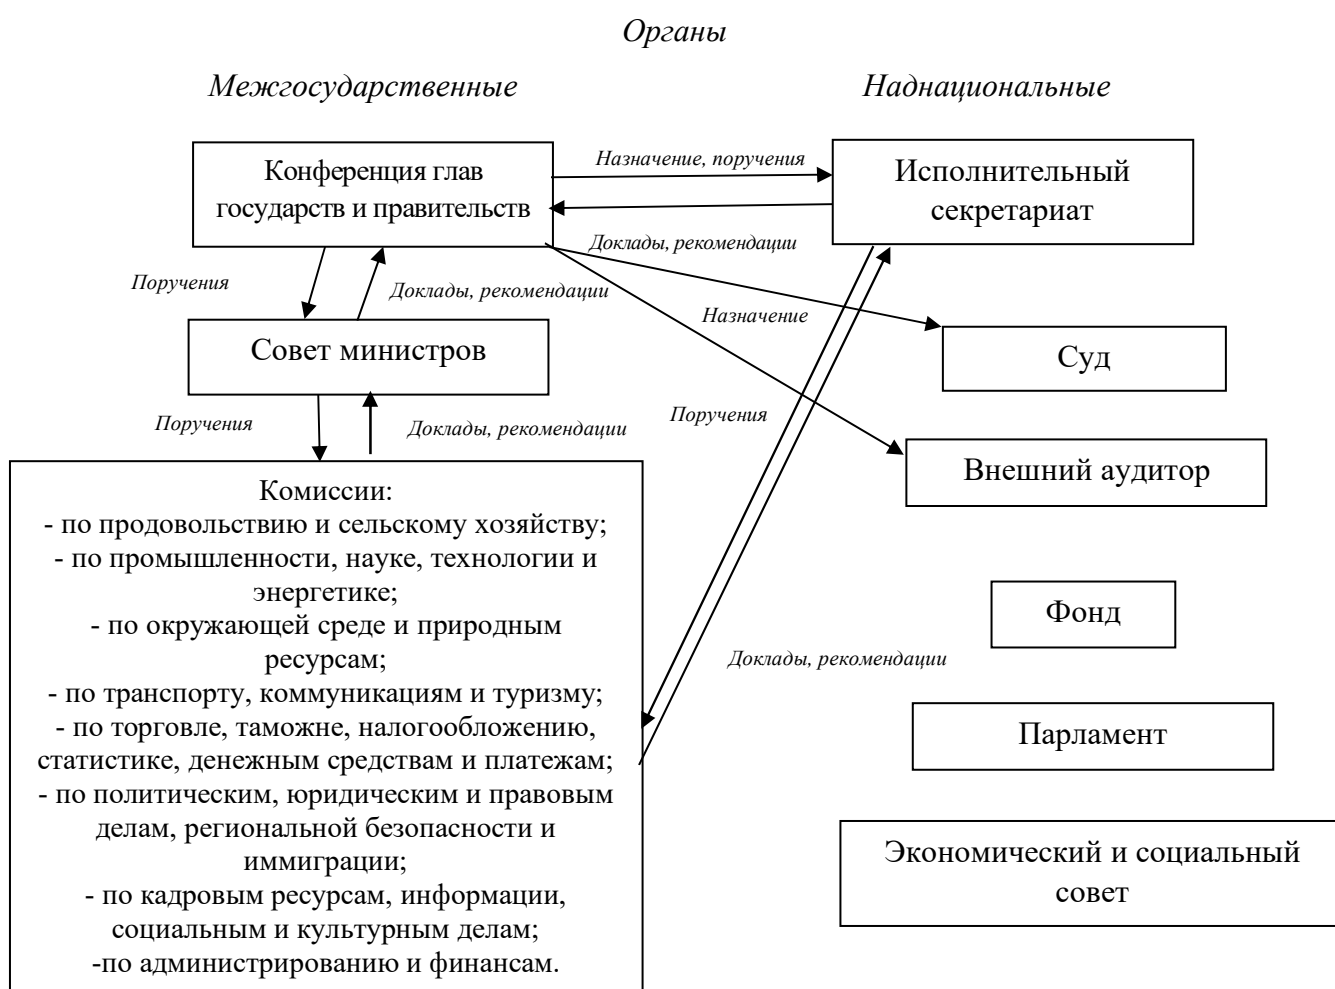 Органы
Межгосударственные
Наднациональные
Конференция глав
государств и правительств
Назначение, поручения
Исполнительный
секретариат
Доклады, рекомендации
Поручения
Доклады, рекомендации
Назначение
Совет министров
Суд
Поручения
Доклады, рекомендации
Поручения
Внешний аудитор
Комиссии:
- по продовольствию и сельскому хозяйству;
- по промышленности, науке, технологии и
энергетике;
- по окружающей среде и природным
ресурсам;
- по транспорту, коммуникациям и туризму;
- по торговле, таможне, налогообложению,
статистике, денежным средствам и платежам;
- по политическим, юридическим и правовым
делам, региональной безопасности и
иммиграции;
- по кадровым ресурсам, информации,
социальным и культурным делам;
-по администрированию и финансам.
Фонд
Доклады, рекомендации
Парламент
Экономический и социальный
совет